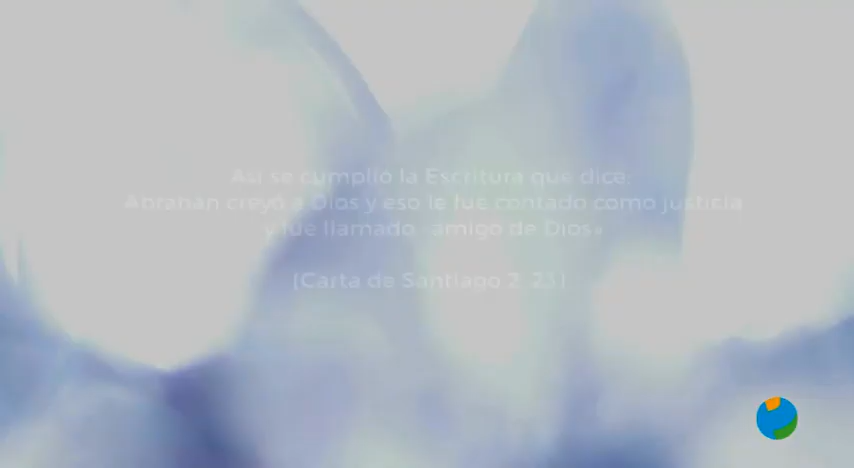 Así se cumplió la Escritura que dice:
Abrahán creyó a Dios y eso le fue contado como justicia
y fue llamado «amigo de Dios»
(Carta de Santiago 2, 23)